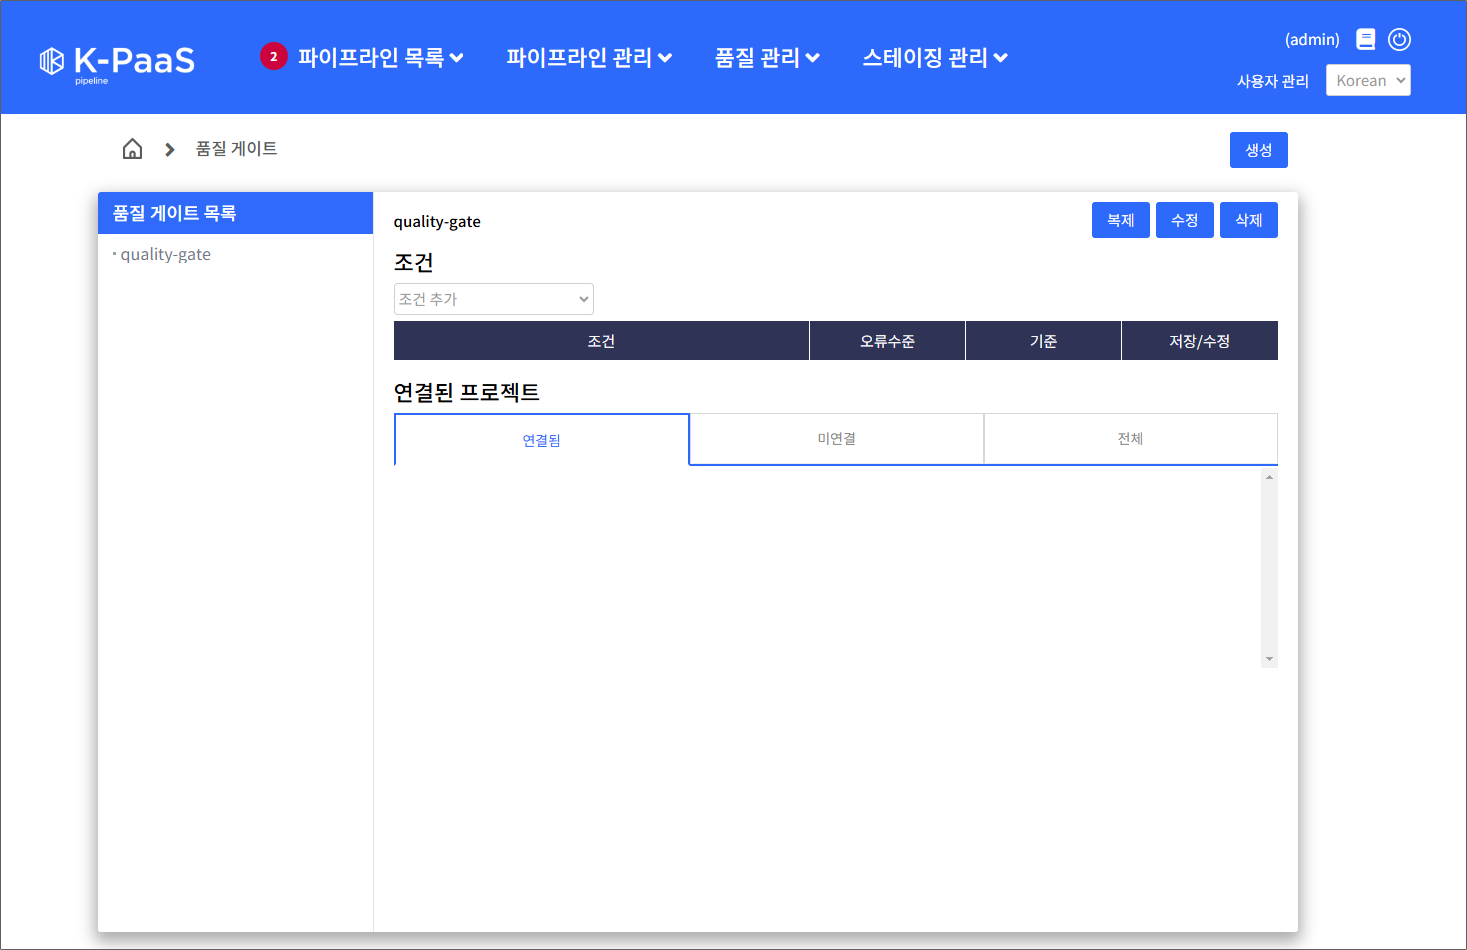 K-PaaS
pipeline
2 파이프라인 목록
파이프라인 관리
품질 관리
스테이징 관리
(admin)
사용자 관리
Korean
품질 게이트
생성
품질 게이트 목록
quality-gate
quality-gate
복제
수정
삭제
조건
조건 추가
조건
오류수준
기준
저장/수정
연결된 프로젝트
연결됨
미연결
전체